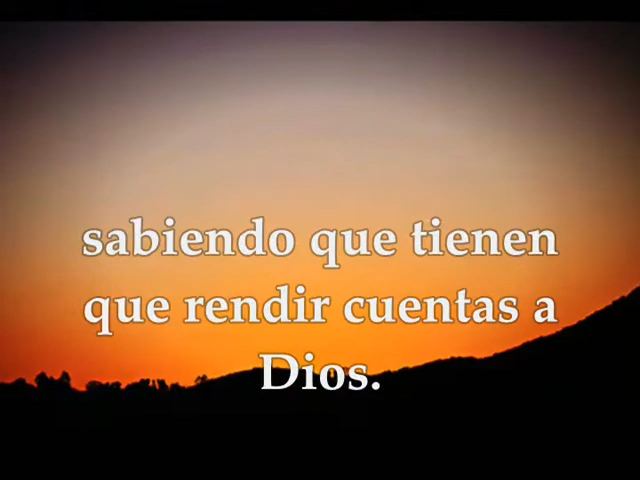 sabiendo que tienen
que rendir cuentas a
Dios.